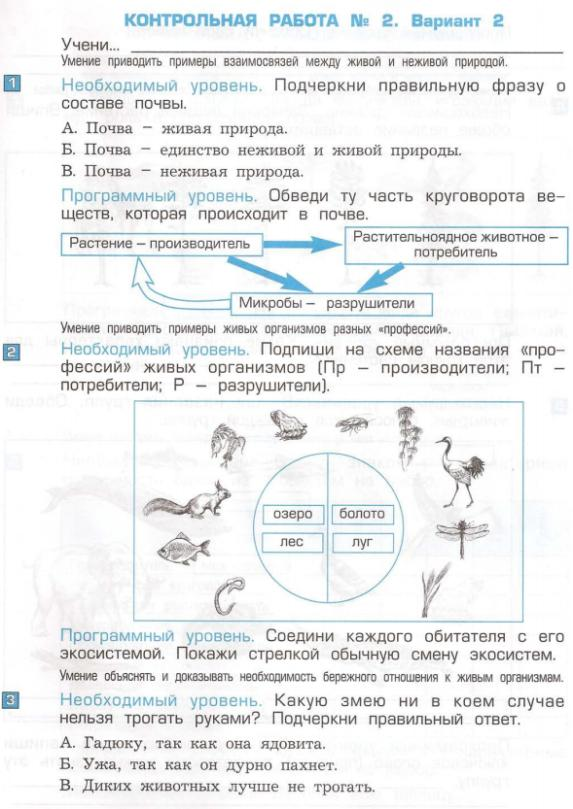 КОНТРОЛЬНАЯ РАБОТА № 2. Вариант 2
Учени...
Умение приводить примеры взаимосвязей между живой и неживой природой.
1 Необходимый уровень. Подчеркни правильную фразу о
составе почвы.
А. Почва – живая природа.
Б. Почва – единство неживой и живой природы.
В. Почва – неживая природа.
Программный уровень. Обведи ту часть круговорота ве-
ществ, которая происходит в почве.
Растение – производитель
Растительноядное животное –
потребитель
Микробы – разрушители
Умение приводить примеры живых организмов разных «профессий».
2 Необходимый уровень. Подпиши на схеме названия «про-
фессий» живых организмов (Пр – производители; Пт –
потребители; Р – разрушители).
озеро болото
лес луг
Программный уровень. Соедини каждого обитателя с его
экосистемой. Покажи стрелкой обычную смену экосистем.
Умение объяснять и доказывать необходимость бережного отношения к живым организмам.
3 Необходимый уровень. Какую змею ни в коем случае
нельзя трогать руками? Подчеркни правильный ответ.
А. Гадюку, так как она ядовита.
Б. Ужа, так как он дурно пахнет.
В. Диких животных лучше не трогать.